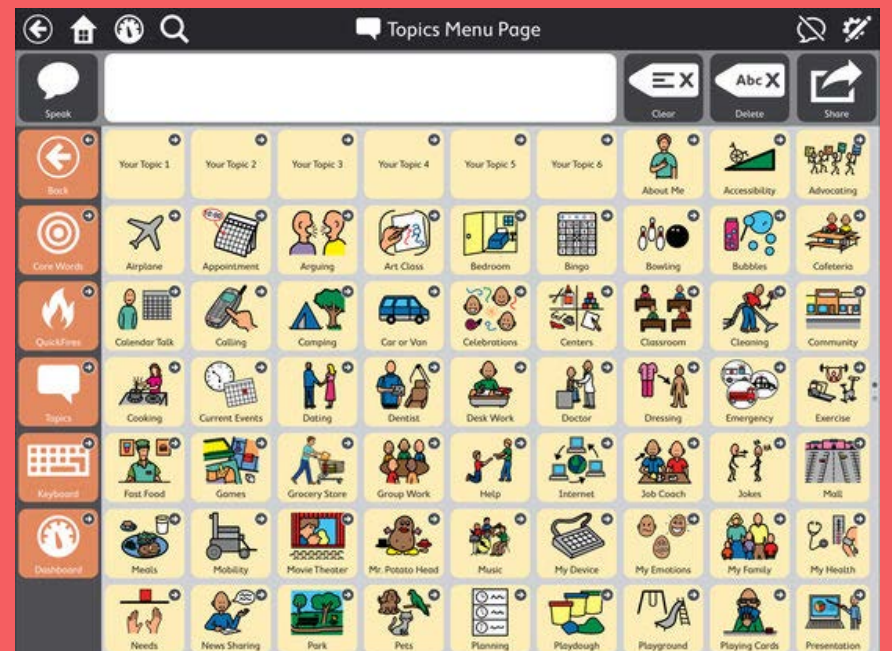 Topics Menu Page
Speak
Clear
Abc X
Delete
Share
Back
Your Topic 1
Your Topic 2
Your Topic 3
Your Topic 4
Your Topic 5
Your Topic 6
About Me
Accessibility
Advocating
Core Words
Airplane
Appointment
Arguing
Art Class
Bedroom
Bingo
Bowling
Bubbles
Cafeteria
QuickFires
Calendar Talk
Calling
Camping
Car or Van
Celebrations
Centers
Classroom
Cleaning
Community
Topics
Cooking
Current Events
Dating
Dentist
Desk Work
Doctor
Dressing
Emergency
Exercise
Keyboard
Fast Food
Games
Grocery Store
Group Work
Help
Internet
Job Coach
Jokes
Mall
Dashboard
Meals
Mobility
Movie Theater
Mr. Potato Head
Music
My Device
My Emotions
My Family
My Health
Needs
News Sharing
Park
Pets
Planning
Playdough
Playground
Playing Cards
Presentation